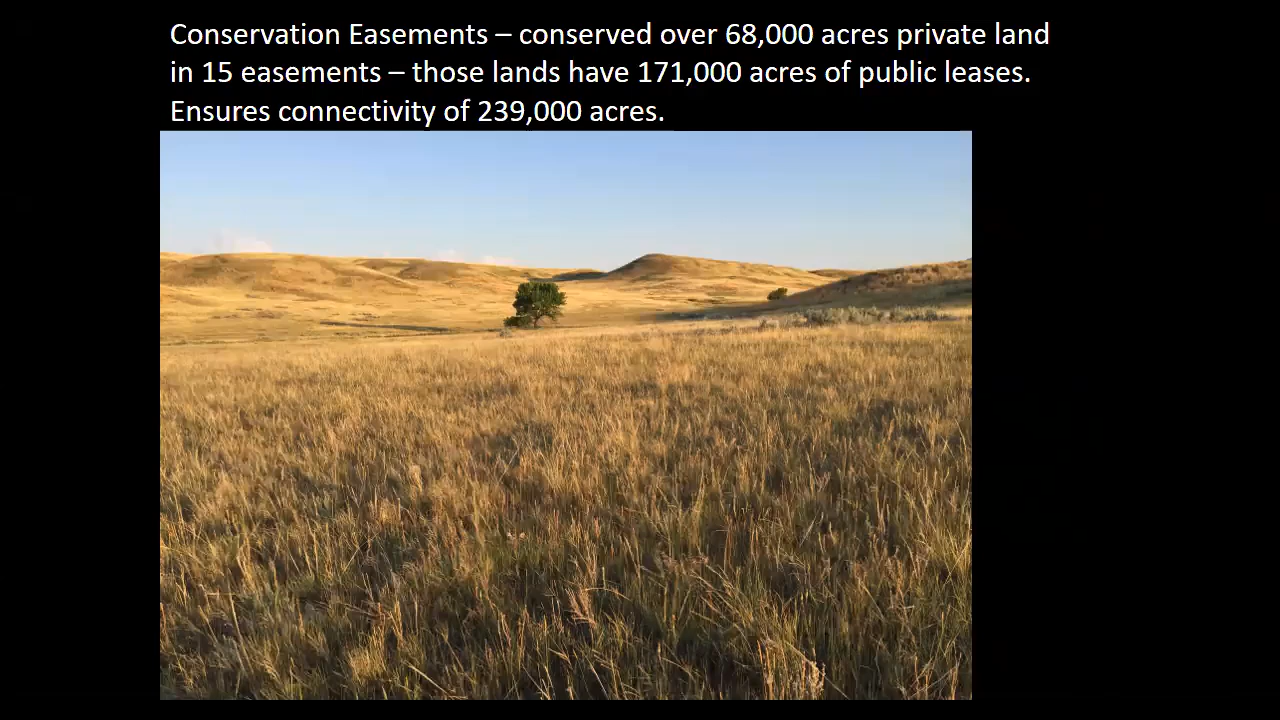 Conservation Easements – conserved over 68,000 acres private land
in 15 easements – those lands have 171,000 acres of public leases.
Ensures connectivity of 239,000 acres.